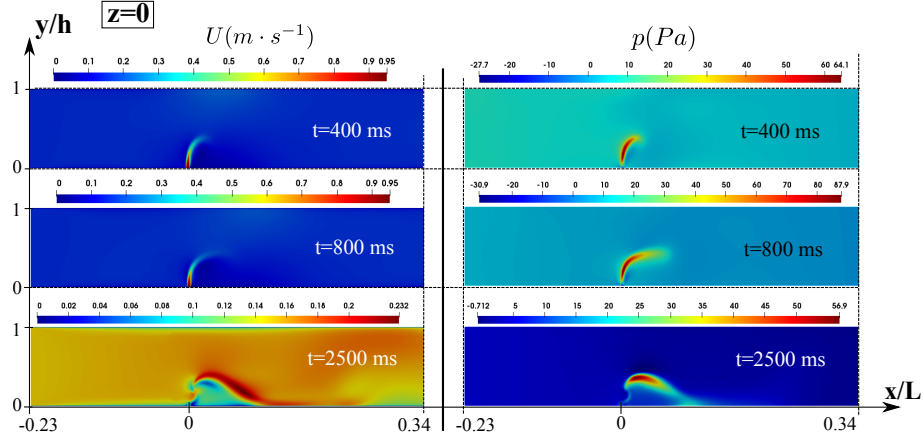 y/h
z=0
U(m · s⁻¹)
p(Pa)
0 0.1 0.2 0.3 0.4 0.5 0.6 0.7 0.8 0.9 0.95
-27.7 -20 -10 0 10 20 30 40 50 60 64.1
1
t=400 ms
t=400 ms
0
0 0.1 0.2 0.3 0.4 0.5 0.6 0.7 0.8 0.9 0.95
-30.9 -20 -10 0 10 20 30 40 50 60 70 80 87.9
1
t=800 ms
t=800 ms
0
0 0.02 0.04 0.06 0.08 0.1 0.12 0.14 0.16 0.18 0.2 0.232
-0.712 5 10 15 20 25 30 35 40 45 50 56.9
1
t=2500 ms
t=2500 ms
0
x/L
-0.23 0 0.34
-0.23 0 0.34